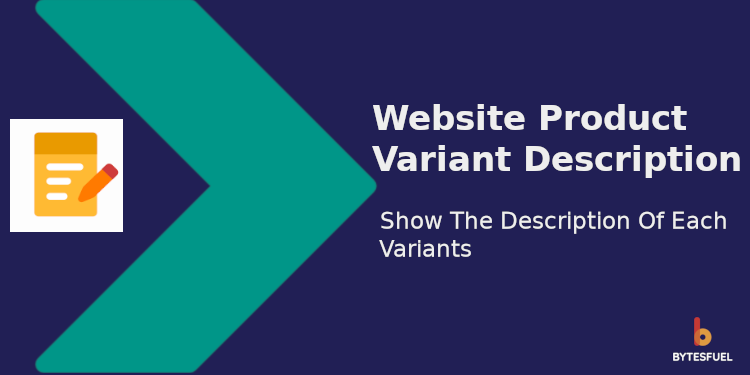 Website Product
Variant Description
Show The Description Of Each
Variants
BYTESFUEL